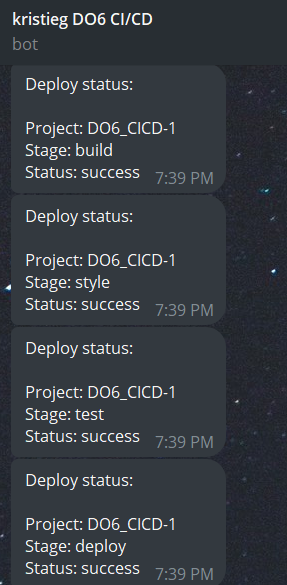 kristieg DO6 CI/CD
bot
Deploy status:
Project: DO6_CICD-1
Stage: build
Status: success 7:39 PM
Deploy status:
Project: DO6_CICD-1
Stage: style
Status: success 7:39 PM
Deploy status:
Project: DO6_CICD-1
Stage: test
Status: success 7:39 PM
Deploy status:
Project: DO6_CICD-1
Stage: deploy
Status: success 7:39 PM